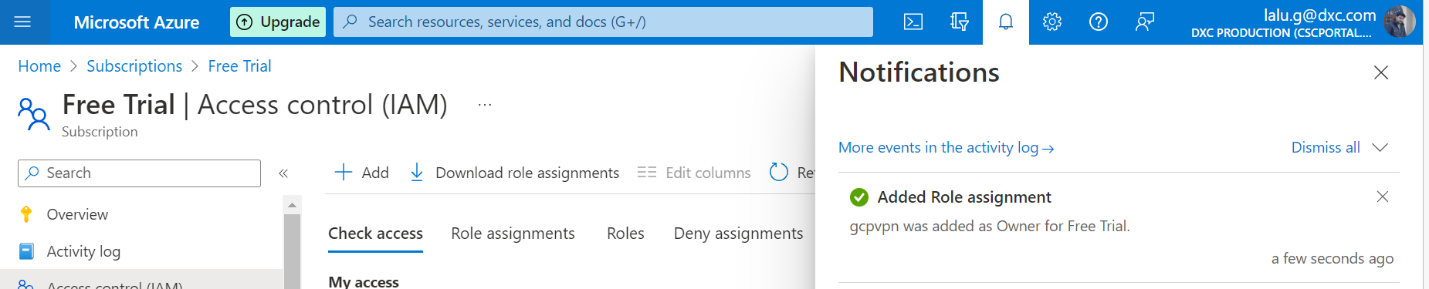 Microsoft Azure
Upgrade
Search resources, services, and docs (G+/)
lalu.g@dxc.com
DXC PRODUCTION (CSCPORTAL....
Home > Subscriptions > Free Trial
Free Trial | Access control (IAM) ...
Subscription
Search
«
Overview
Activity log
Access control (IAM)
Add
Download role assignments
Edit columns
Check access
Role assignments
Roles
Deny assignments
My access
Notifications
More events in the activity log →
Dismiss all
Added Role assignment
gcpvpn was added as Owner for Free Trial.
a few seconds ago